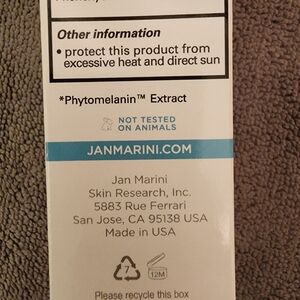 Other information
• protect this product from
excessive heat and direct sun
*Phytomelanin™ Extract
NOT TESTED
ON ANIMALS
JANMARINI.COM
Jan Marini
Skin Research, Inc.
5883 Rue Ferrari
San Jose, CA 95138 USA
Made in USA
7
12M
Please recycle this box